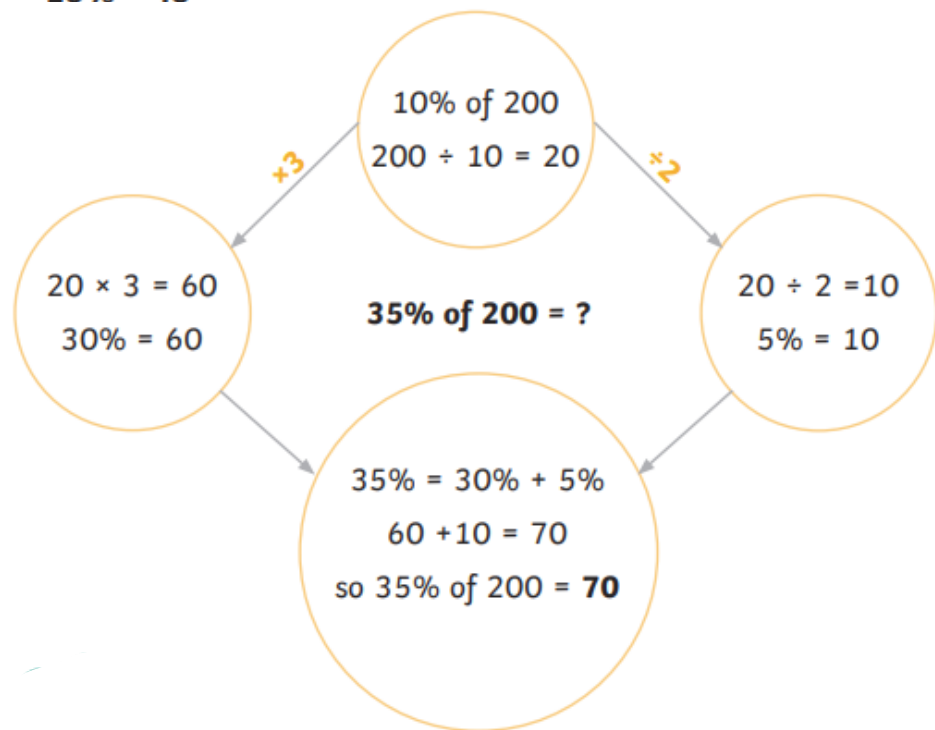 10% of 200
200 ÷ 10 = 20
×3
÷2
20 × 3 = 60
30% = 60
35% of 200 = ?
20 ÷ 2 =10
5% = 10
35% = 30% + 5%
60 +10 = 70
so 35% of 200 = 70